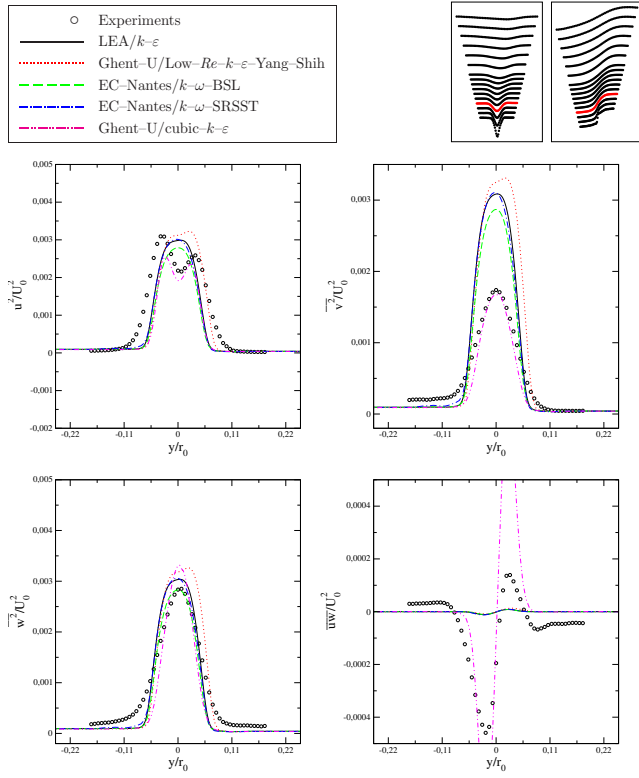 Experiments
LEA/k–ε
Ghent–U/Low–Re–k–ε–Yang–Shih
EC–Nantes/k–ω–BSL
EC–Nantes/k–ω–SRSST
Ghent–U/cubic–k–ε
0,005
0,004
0,003
0,002
0,001
0
-0,001
-0,002
u²/U₀²
-0,22 -0,11 0 0,11 0,22
y/r₀
0,003
0,002
0,001
0
v²/U₀²
-0,22 -0,11 0 0,11 0,22
y/r₀
0,005
0,004
0,003
0,002
0,001
0
w²/U₀²
-0,22 -0,11 0 0,11 0,22
y/r₀
0,0004
0,0002
0
-0,0002
-0,0004
uw/U₀²
-0,22 -0,11 0 0,11 0,22
y/r₀